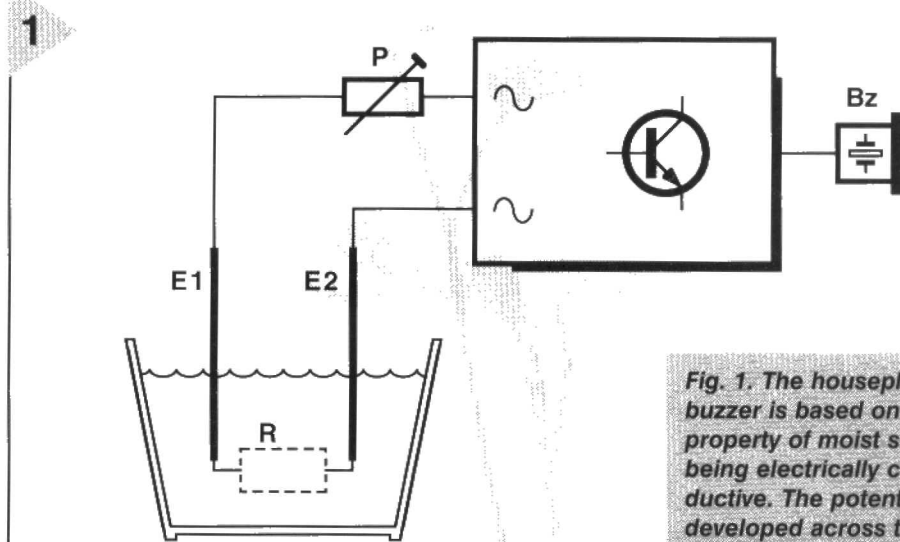 1
P
Bz
E1
E2
R
Fig. 1. The housepl
buzzer is based on
property of moist s
being electrically c
ductive. The potent
developed across t